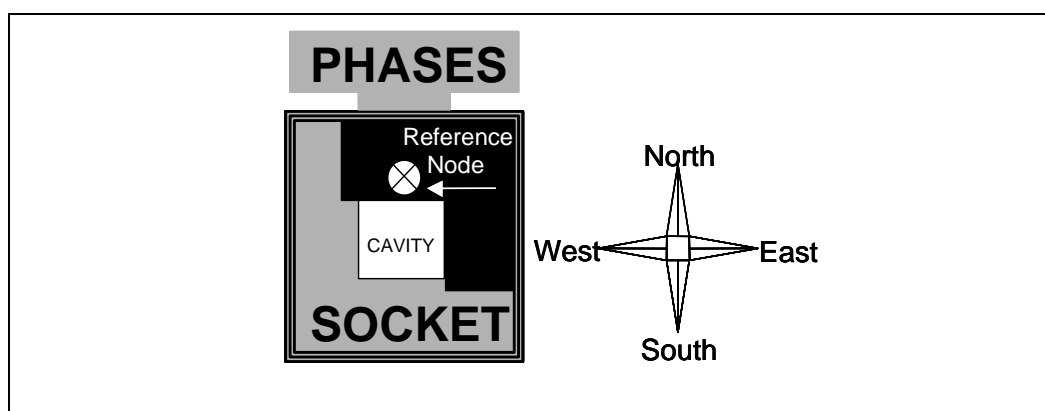 PHASES
Reference
Node
CAVITY
SOCKET
North
West
East
South